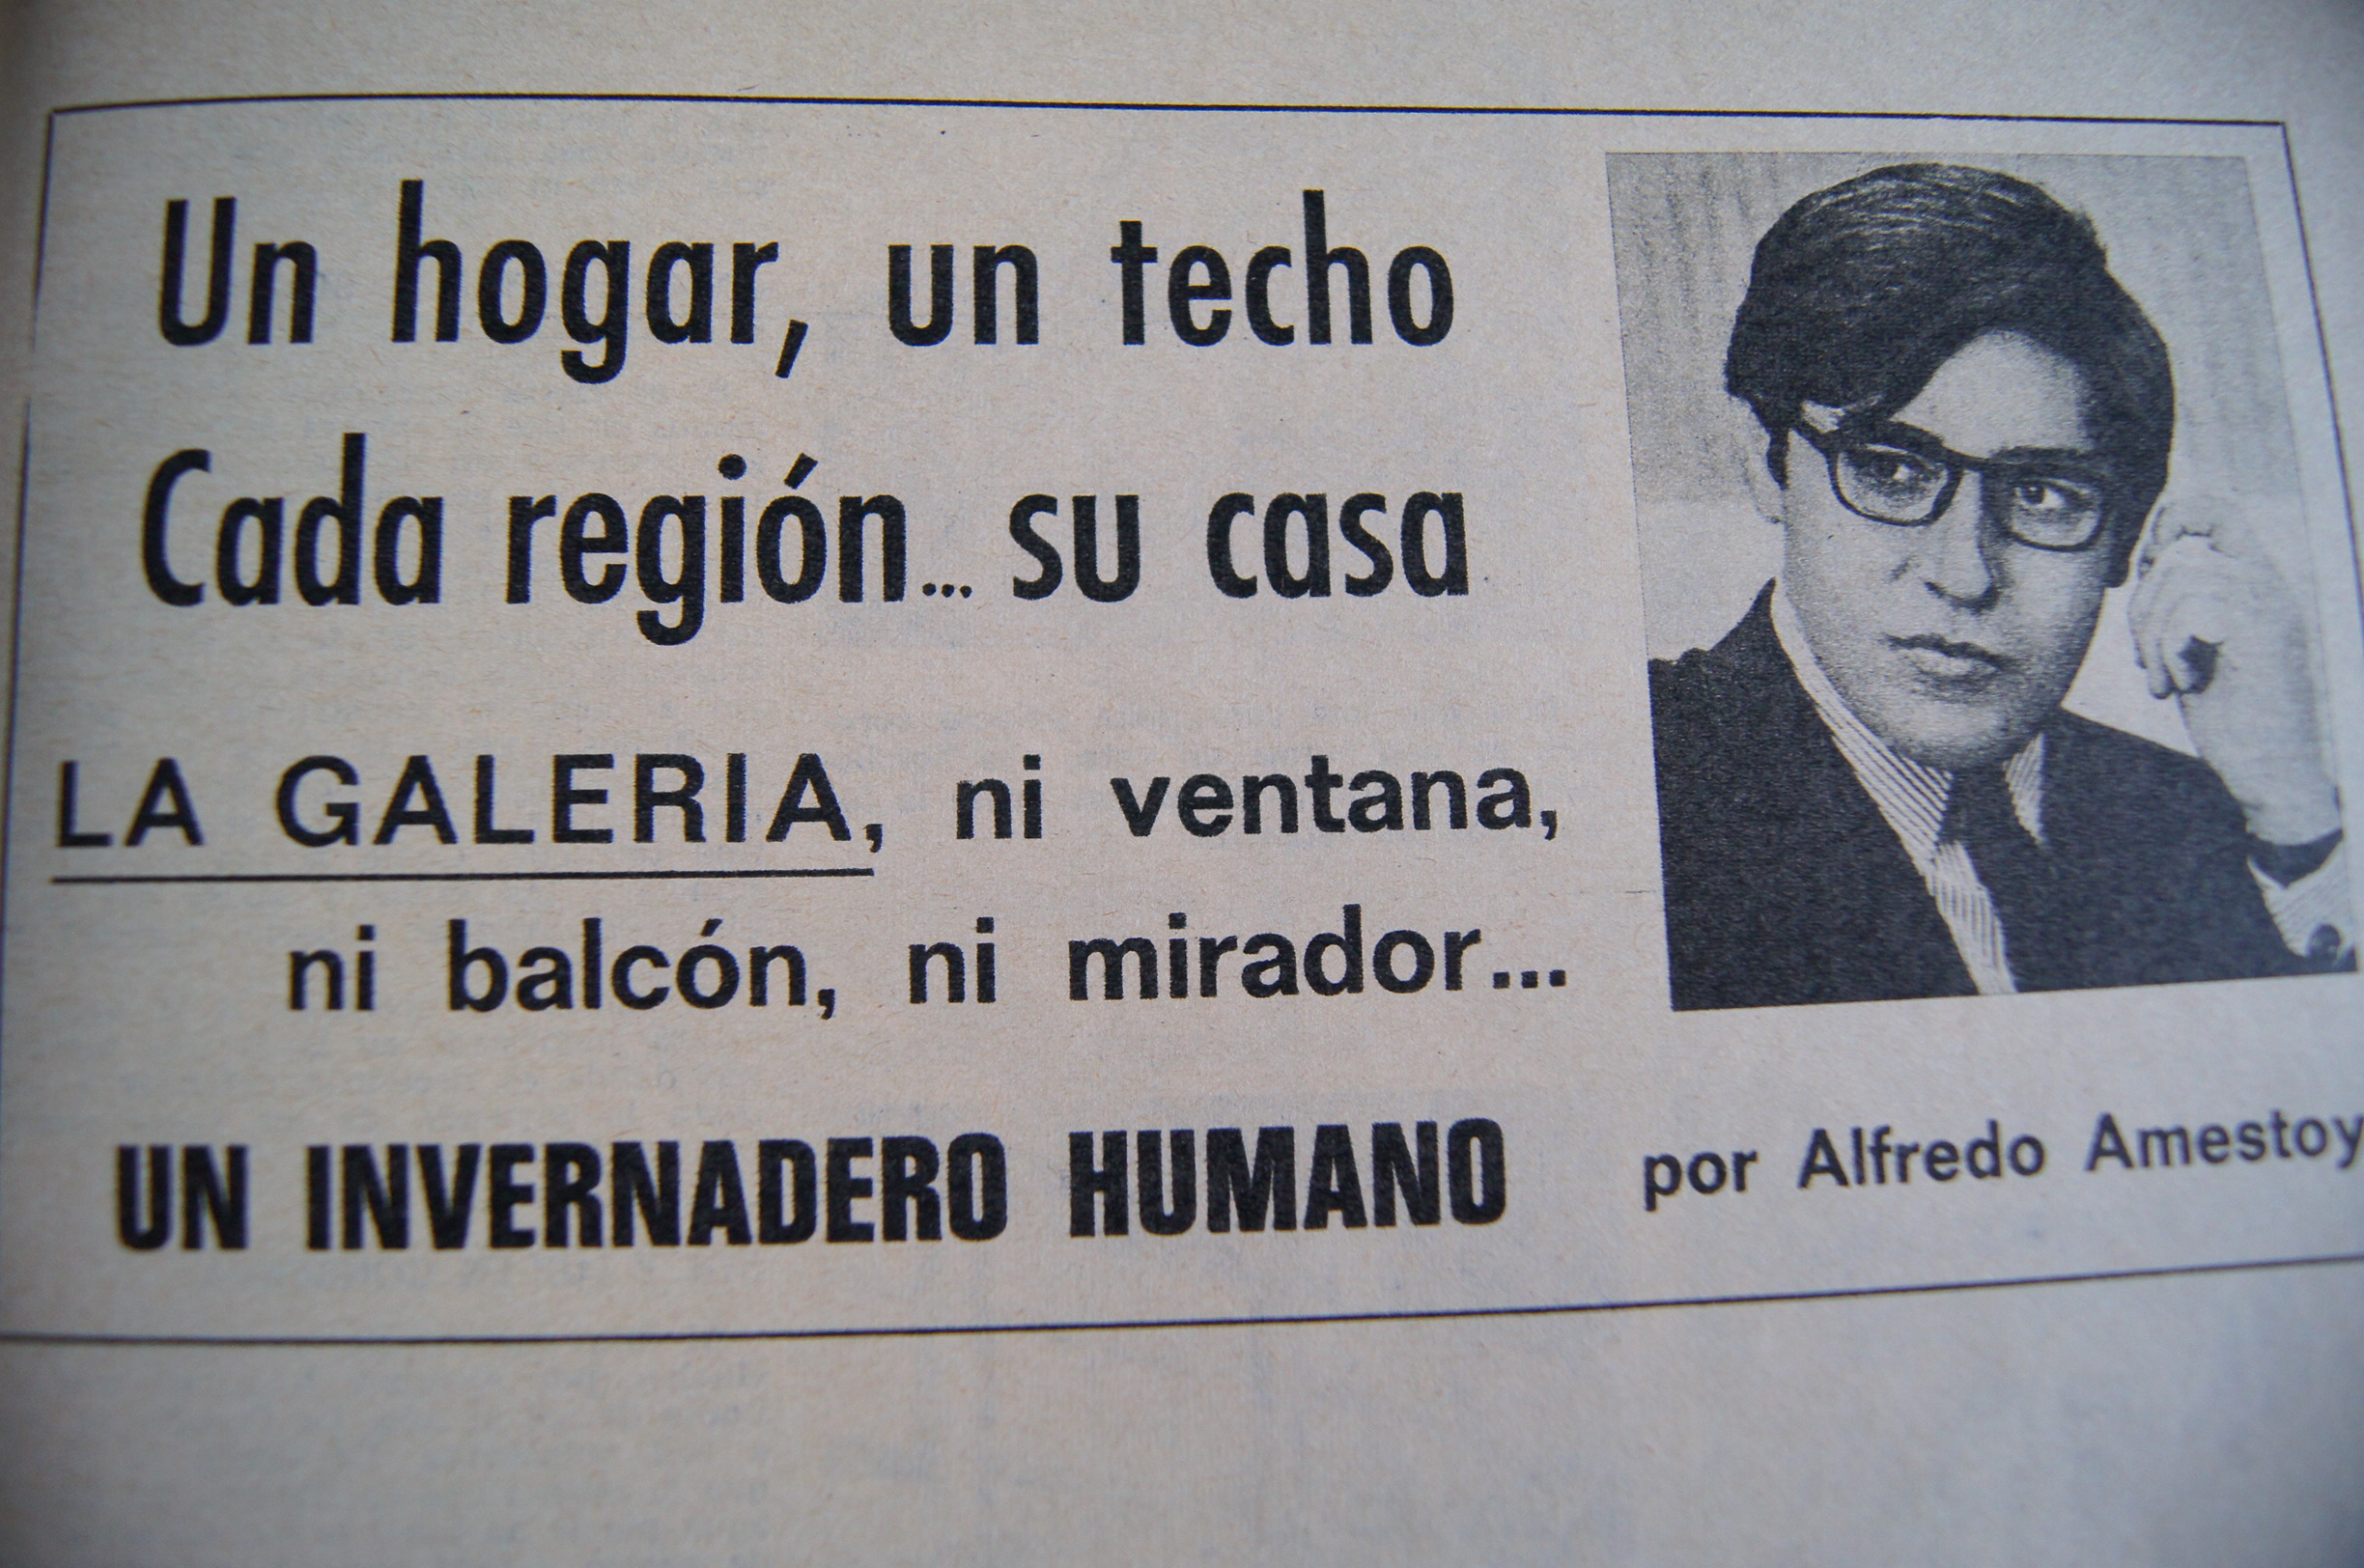 Un hogar, un techo
Cada región... su casa
LA GALERIA, ni ventana,
ni balcón, ni mirador...
UN INVERNADERO HUMANO
por Alfredo Amestoy